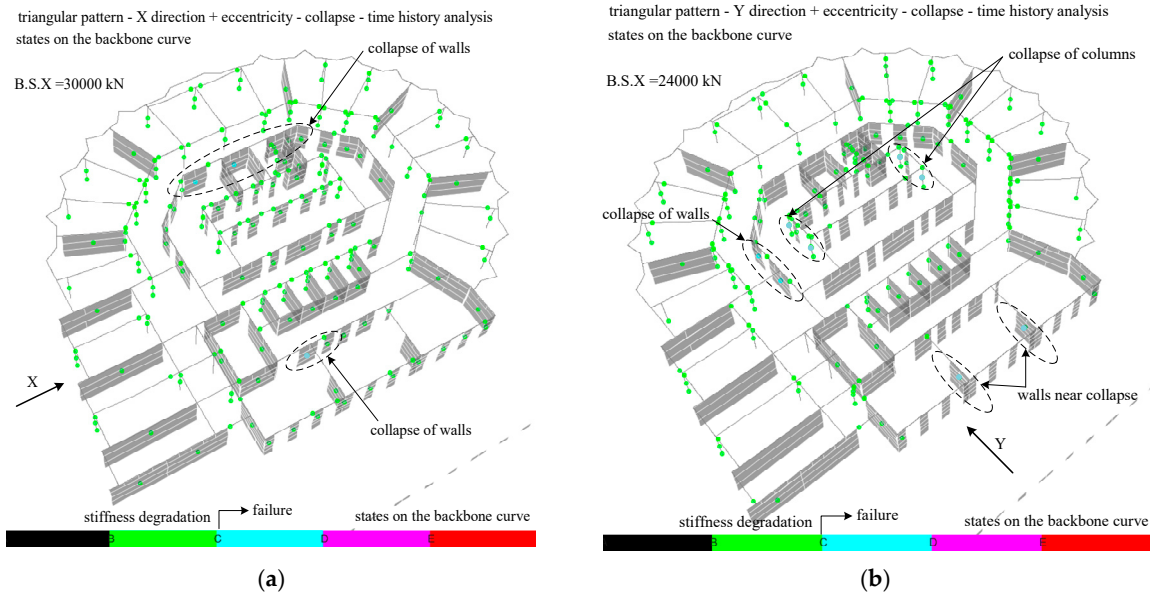 triangular pattern - X direction + eccentricity - collapse - time history analysis
states on the backbone curve
collapse of walls
B.S.X =30000 kN
X
collapse of walls
stiffness degradation
failure
states on the backbone curve
B
C
D
E
(a)
triangular pattern - Y direction + eccentricity - collapse - time history analysis
states on the backbone curve
collapse of columns
B.S.X =24000 kN
collapse of walls
walls near collapse
Y
stiffness degradation
failure
states on the backbone curve
B
C
D
E
(b)